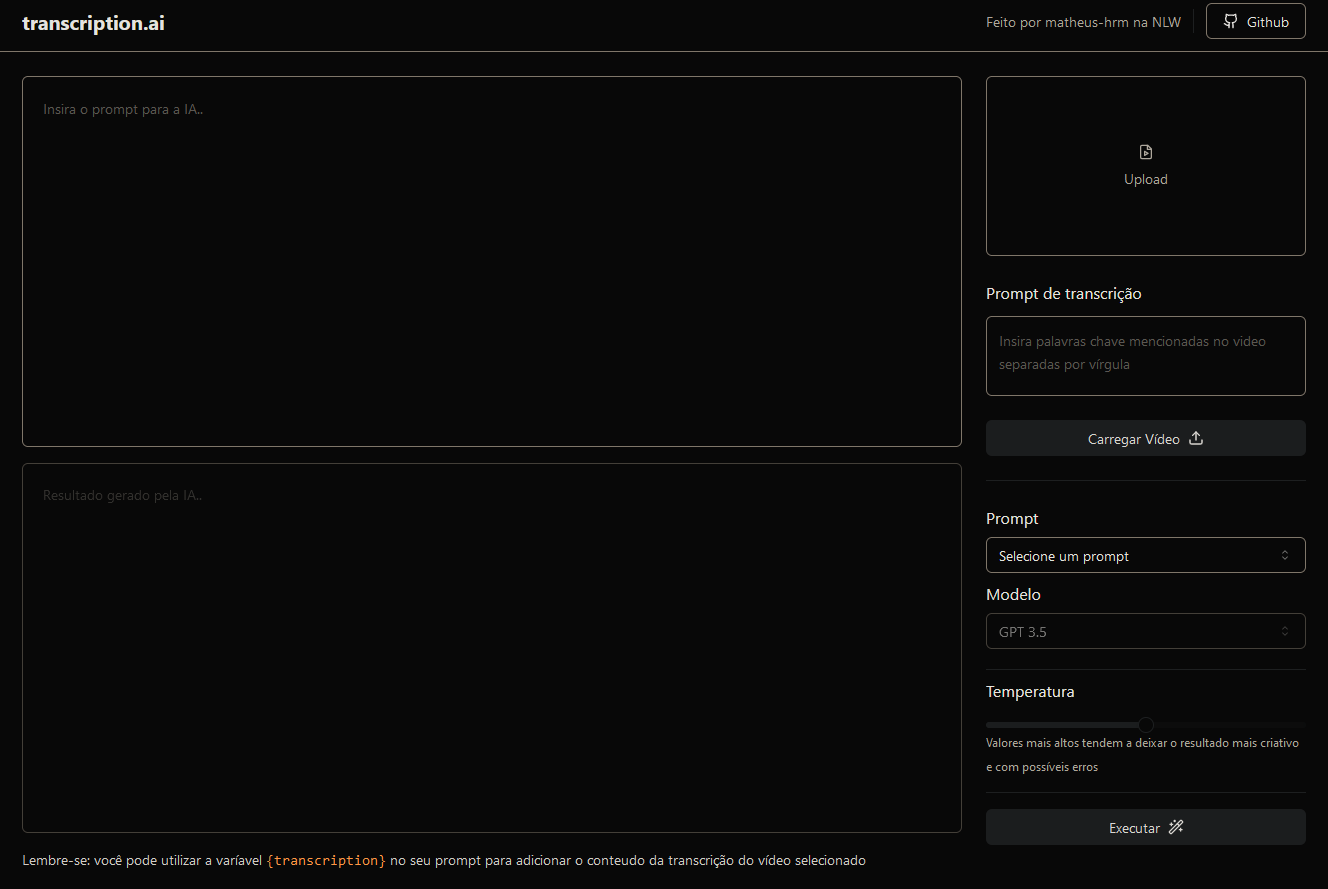 transcription.ai
Feito por matheus-hrm na NLW
Github
Insira o prompt para a IA..
Resultado gerado pela IA..
Lembre-se: você pode utilizar a varíavel {transcription} no seu prompt para adicionar o conteudo da transcrição do vídeo selecionado
Upload
Prompt de transcrição
Insira palavras chave mencionadas no video
separadas por vírgula
Carregar Vídeo
Prompt
Selecione um prompt
Modelo
GPT 3.5
Temperatura
Valores mais altos tendem a deixar o resultado mais criativo
e com possíveis erros
Executar